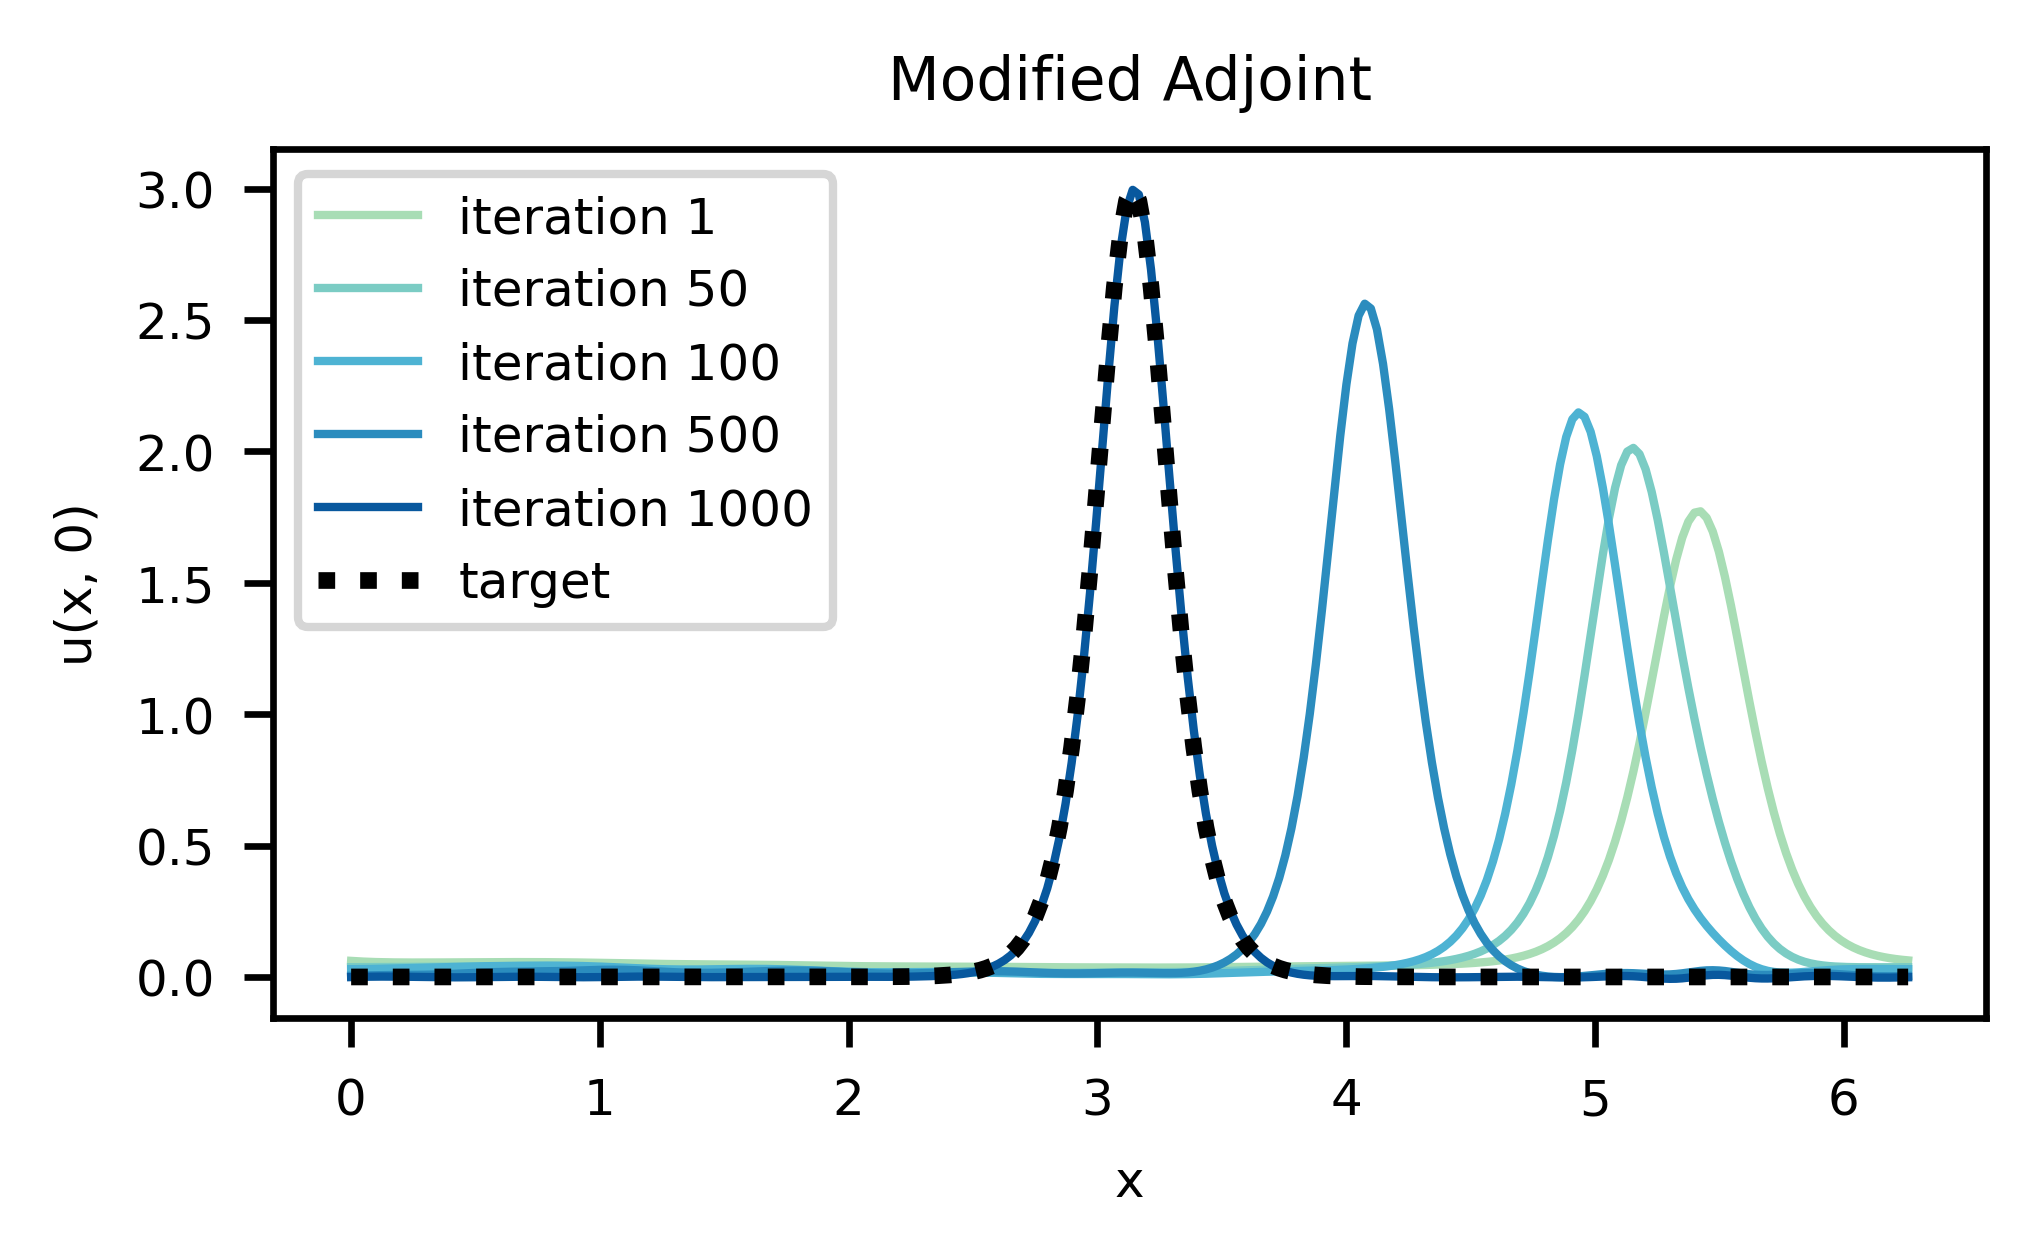 Modified Adjoint
3.0
2.5
2.0
1.5
1.0
0.5
0.0
u(x, 0)
iteration 1
iteration 50
iteration 100
iteration 500
iteration 1000
target
0 1 2 3 4 5 6
x